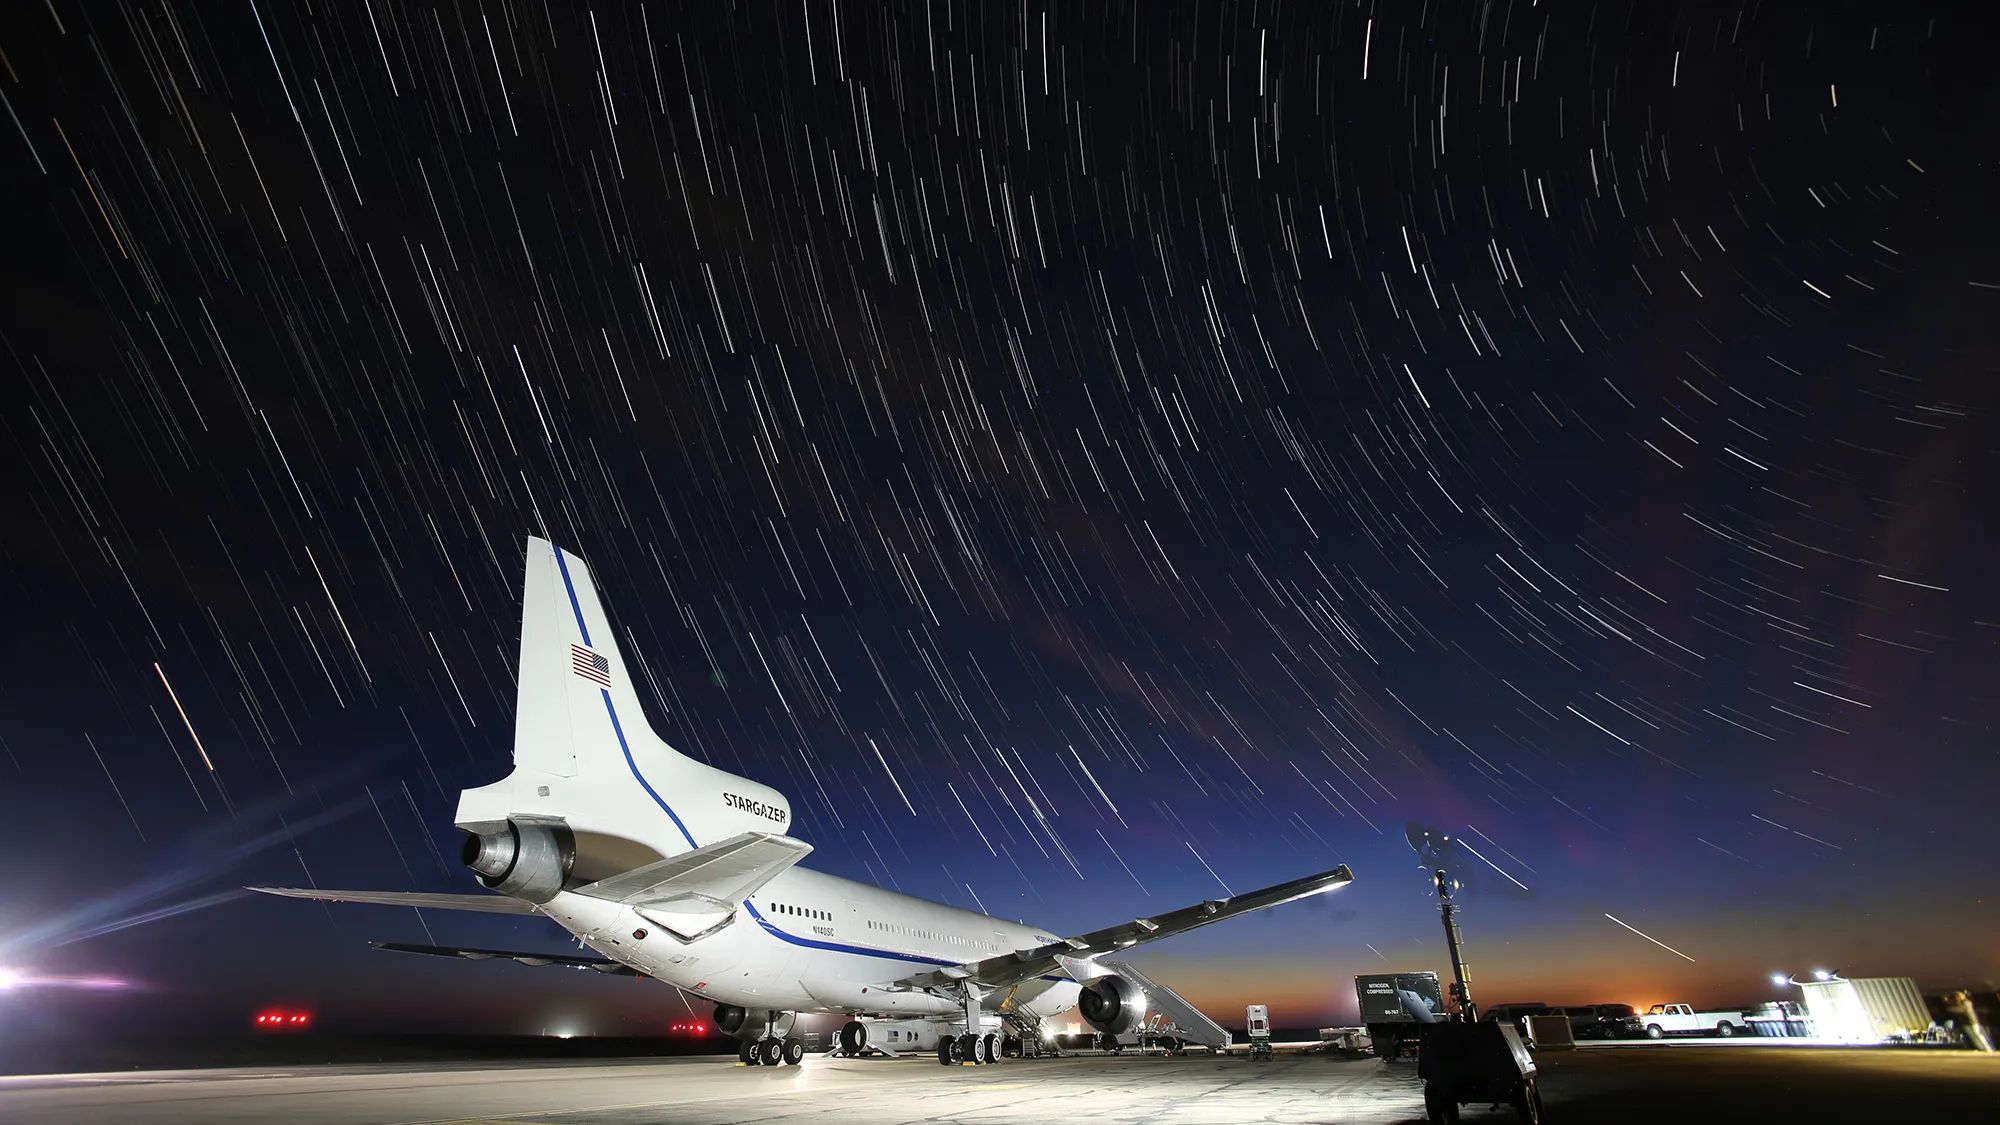 STARGAZER
N140SC
NITROGEN,
COMPRESSED